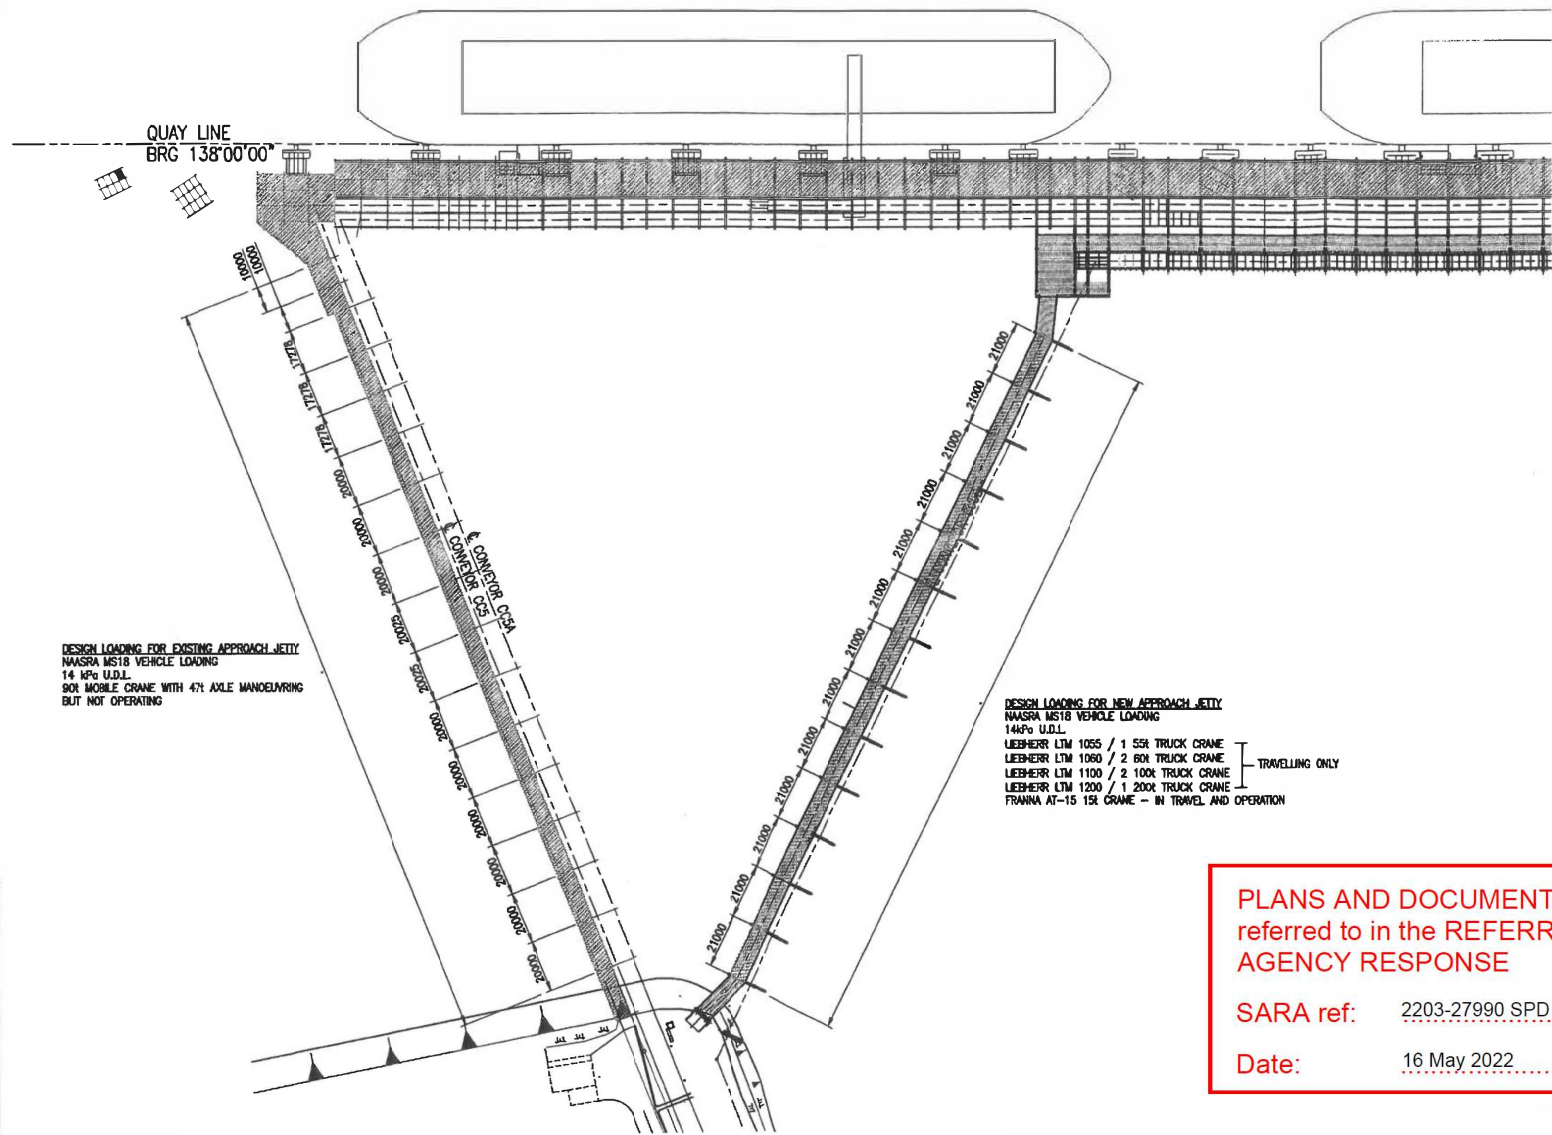 QUAY LINE
BRG 138°00'00"
10000
10000
17278
17278
17278
20000
20000
20000
20025
20025
20000
20000
20000
20000
20000
20000
℄ CONVEYOR CC5
℄ CONVEYOR CC5A
21000
21000
21000
21000
21000
21000
21000
21000
21000
21000
21000
21000
21000
DESIGN LOADING FOR EXISTING APPROACH JETTY
NAASRA MS18 VEHICLE LOADING
14 kPa U.D.L.
90t MOBILE CRANE WITH 47t AXLE MANOEUVRING
BUT NOT OPERATING
DESIGN LOADING FOR NEW APPROACH JETTY
NAASRA MS18 VEHICLE LOADING
14kPa U.D.L.
LIEBHERR LTM 1055 / 1 55t TRUCK CRANE
LIEBHERR LTM 1060 / 2 60t TRUCK CRANE
LIEBHERR LTM 1100 / 2 100t TRUCK CRANE
LIEBHERR LTM 1200 / 1 200t TRUCK CRANE
TRAVELLING ONLY
FRANNA AT-15 15t CRANE - IN TRAVEL AND OPERATION
PLANS AND DOCUMENT
referred to in the REFERR
AGENCY RESPONSE
SARA ref: 2203-27990 SPD
Date: 16 May 2022